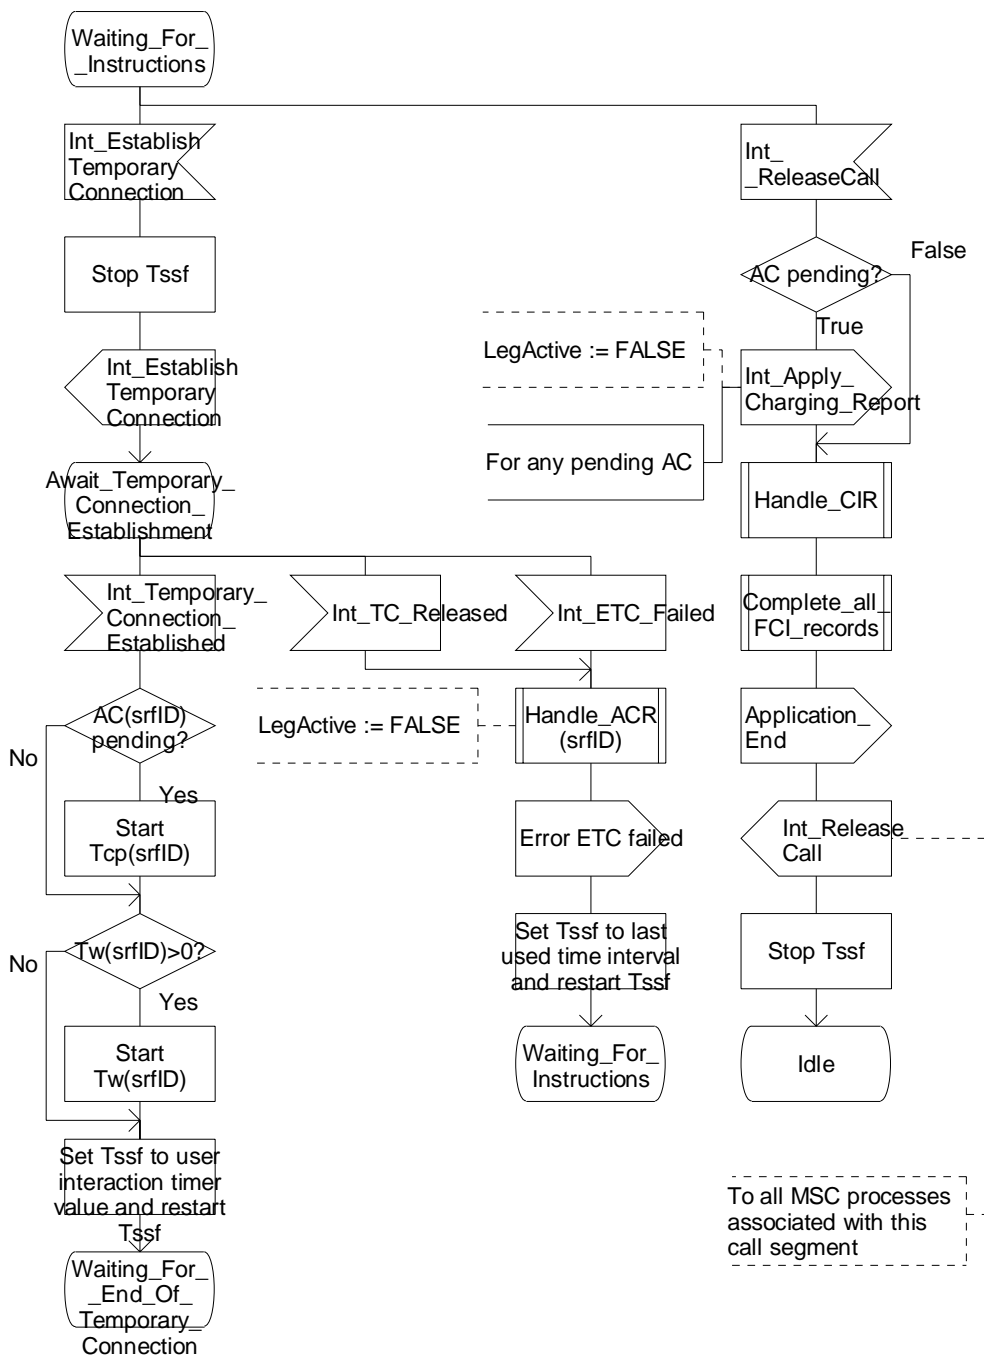 Waiting_For_
_Instructions
Int_Establish
Temporary
Connection
Stop Tssf
Int_Establish
Temporary
Connection
Await_Temporary_
Connection_
Establishment
Int_Temporary_
Connection_
Established
AC(srfID)
pending?
No
Yes
Start
Tcp(srfID)
Tw(srfID)>0?
No
Yes
Start
Tw(srfID)
Set Tssf to user
interaction timer
value and restart
Tssf
Waiting_For_
_End_Of_
Temporary_
Connection
Int_TC_Released
Int_ETC_Failed
LegActive := FALSE
Handle_ACR
(srfID)
Error ETC failed
Set Tssf to last
used time interval
and restart Tssf
Waiting_For_
Instructions
Int_
_ReleaseCall
AC pending?
False
True
LegActive := FALSE
Int_Apply_
Charging_Report
For any pending AC
Handle_CIR
Complete_all_
FCI_records
Application_
End
Int_Release
Call
Stop Tssf
Idle
To all MSC processes
associated with this
call segment